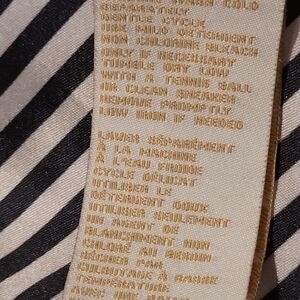 COLD
SEPARATELY
GENTLE CYCLE
USE MILD DETERGENT
NON CHLORINE BLEACH
ONLY IF NECESSARY
TUMBLE DRY LOW
WITH A TENNIS BALL
OR CLEAN SNEAKER
REMOVE PROMPTLY
LOW IRON IF NEEDED
LAVER SÉPARÉMENT
À LA MACHINE
À L'EAU FROIDE
CYCLE DÉLICAT
UTILISER LE
DÉTERGENT DOUX
UTILISER SEULEMENT
UN AGENT DE
BLANCHIMENT NON
CHLORÉ AU BESOIN
SÉCHER PAR
CULBUTAGE À BASSE
TEMPÉRATURE
AVEC UNE BALLE